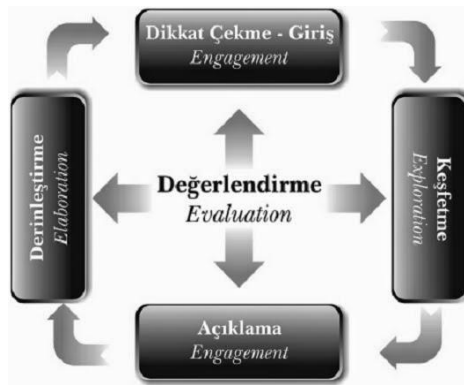 Dikkat Çekme - Giriş
Engagement
Keşfetme
Exploration
Değerlendirme
Evaluation
Derinleştirme
Elaboration
Açıklama
Engagement